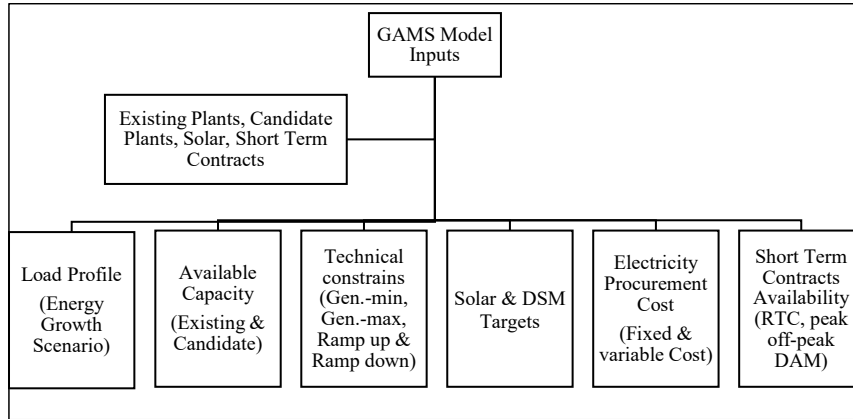 GAMS Model
Inputs
Existing Plants, Candidate
Plants, Solar, Short Term
Contracts
Load Profile
(Energy
Growth
Scenario)
Available
Capacity
(Existing &
Candidate)
Technical
constrains
(Gen.-min,
Gen.-max,
Ramp up &
Ramp down)
Solar & DSM
Targets
Electricity
Procurement
Cost
(Fixed &
variable Cost)
Short Term
Contracts
Availability
(RTC, peak
off-peak
DAM)